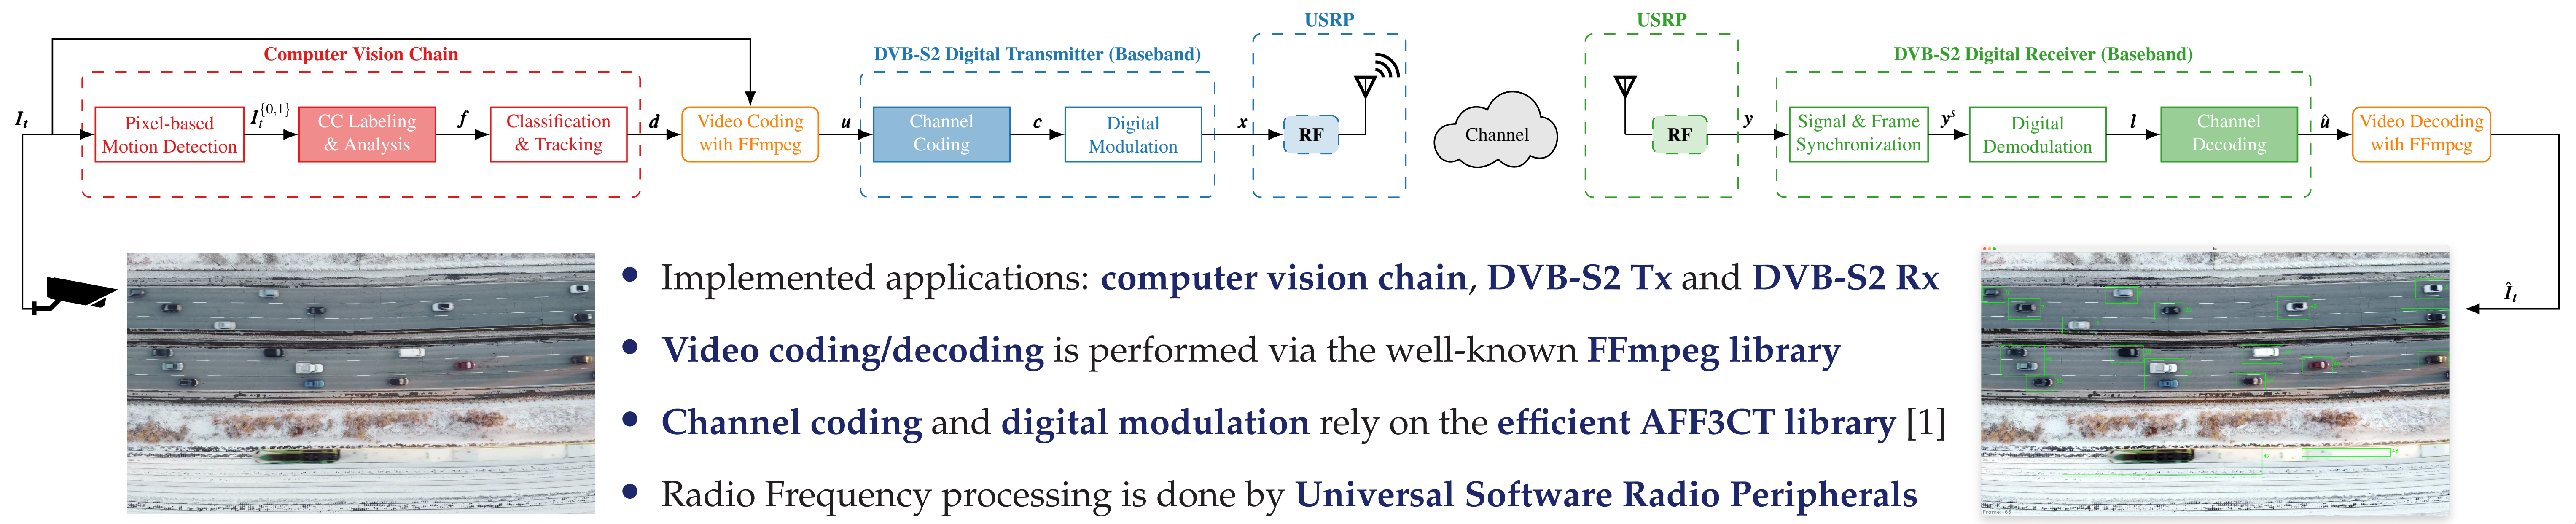 USRP
USRP
Computer Vision Chain
DVB-S2 Digital Transmitter (Baseband)
DVB-S2 Digital Receiver (Baseband)
I_t
Pixel-based
Motion Detection
I_t^{0,1}
CC Labeling
& Analysis
f
Classification
& Tracking
d
Video Coding
with FFmpeg
u
Channel
Coding
c
Digital
Modulation
x
RF
Channel
RF
y
Signal & Frame
Synchronization
y^s
Digital
Demodulation
l
Channel
Decoding
û
Video Decoding
with FFmpeg
Î_t
• Implemented applications: computer vision chain, DVB-S2 Tx and DVB-S2 Rx
• Video coding/decoding is performed via the well-known FFmpeg library
• Channel coding and digital modulation rely on the efficient AFF3CT library [1]
• Radio Frequency processing is done by Universal Software Radio Peripherals
Frame: 63